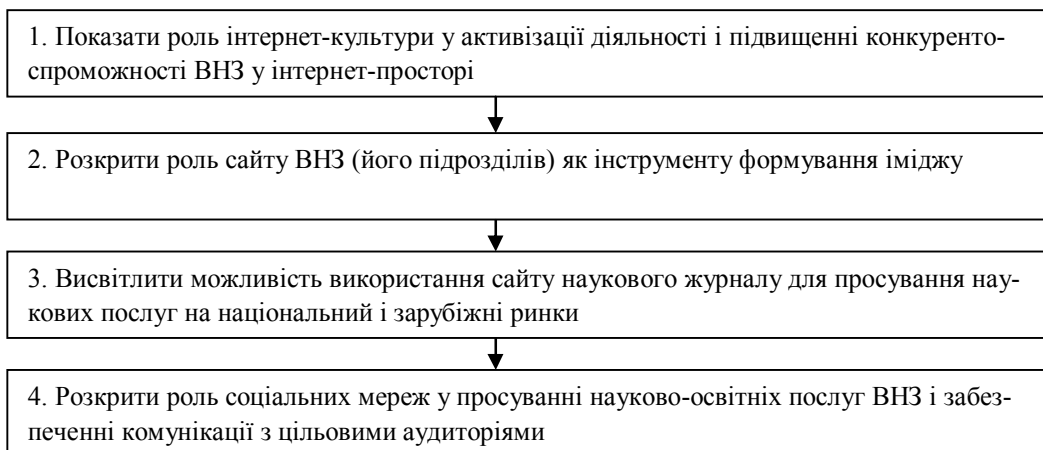 1. Показати роль інтернет-культури у активізації діяльності і підвищенні конкуренто-
спроможності ВНЗ у інтернет-просторі
2. Розкрити роль сайту ВНЗ (його підрозділів) як інструменту формування іміджу
3. Висвітлити можливість використання сайту наукового журналу для просування нау-
кових послуг на національний і зарубіжні ринки
4. Розкрити роль соціальних мереж у просуванні науково-освітніх послуг ВНЗ і забез-
печенні комунікації з цільовими аудиторіями